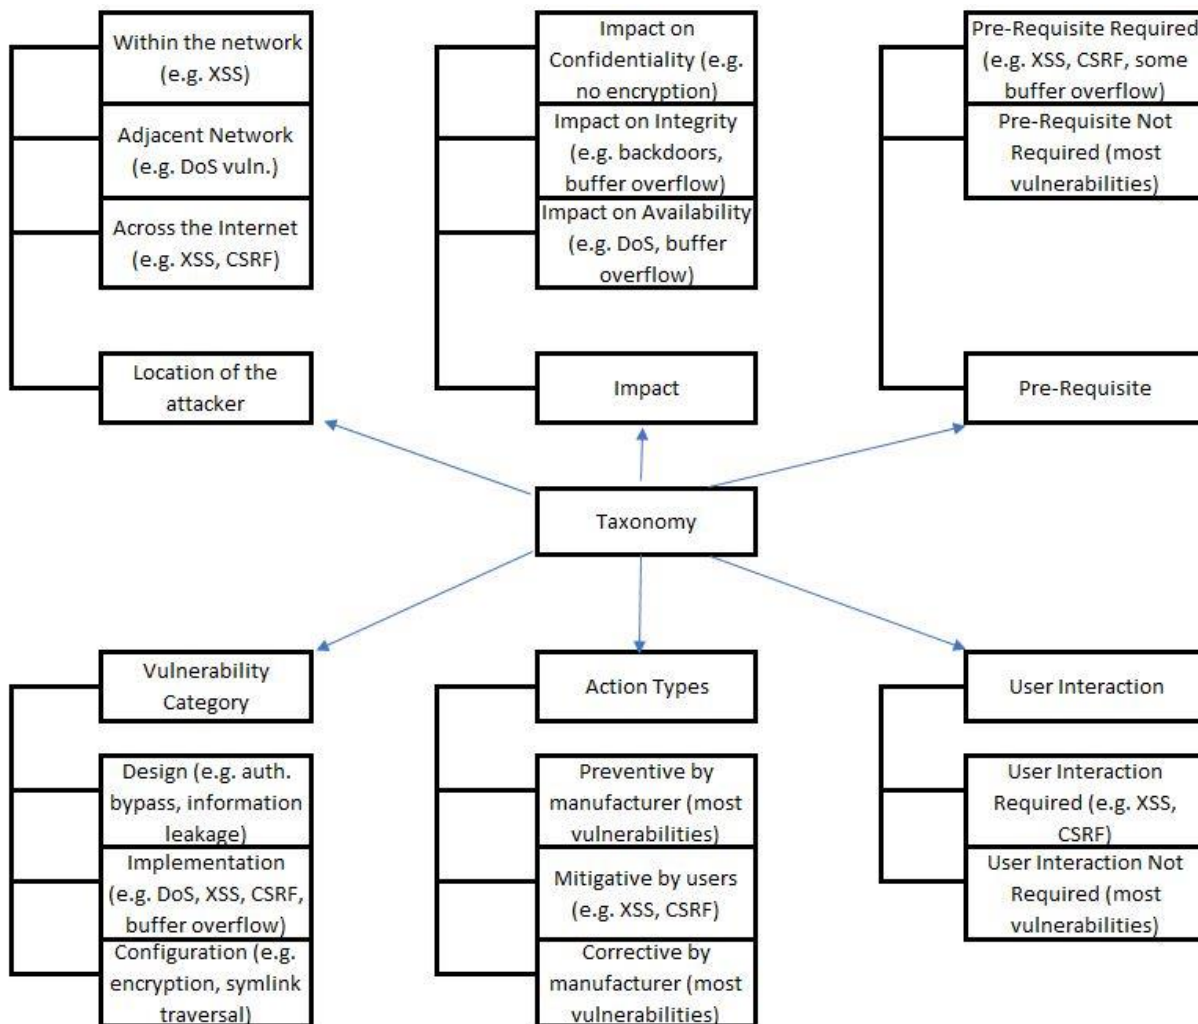 Within the network
(e.g. XSS)
Adjacent Network
(e.g. DoS vuln.)
Across the Internet
(e.g. XSS, CSRF)
Location of the
attacker
Impact on
Confidentiality (e.g.
no encryption)
Impact on Integrity
(e.g. backdoors,
buffer overflow)
Impact on Availability
(e.g. DoS, buffer
overflow)
Impact
Pre-Requisite Required
(e.g. XSS, CSRF, some
buffer overflow)
Pre-Requisite Not
Required (most
vulnerabilities)
Pre-Requisite
Taxonomy
Vulnerability
Category
Design (e.g. auth.
bypass, information
leakage)
Implementation
(e.g. DoS, XSS, CSRF,
buffer overflow)
Configuration (e.g.
encryption, symlink
traversal)
Action Types
Preventive by
manufacturer (most
vulnerabilities)
Mitigative by users
(e.g. XSS, CSRF)
Corrective by
manufacturer (most
vulnerabilities)
User Interaction
User Interaction
Required (e.g. XSS,
CSRF)
User Interaction Not
Required (most
vulnerabilities)